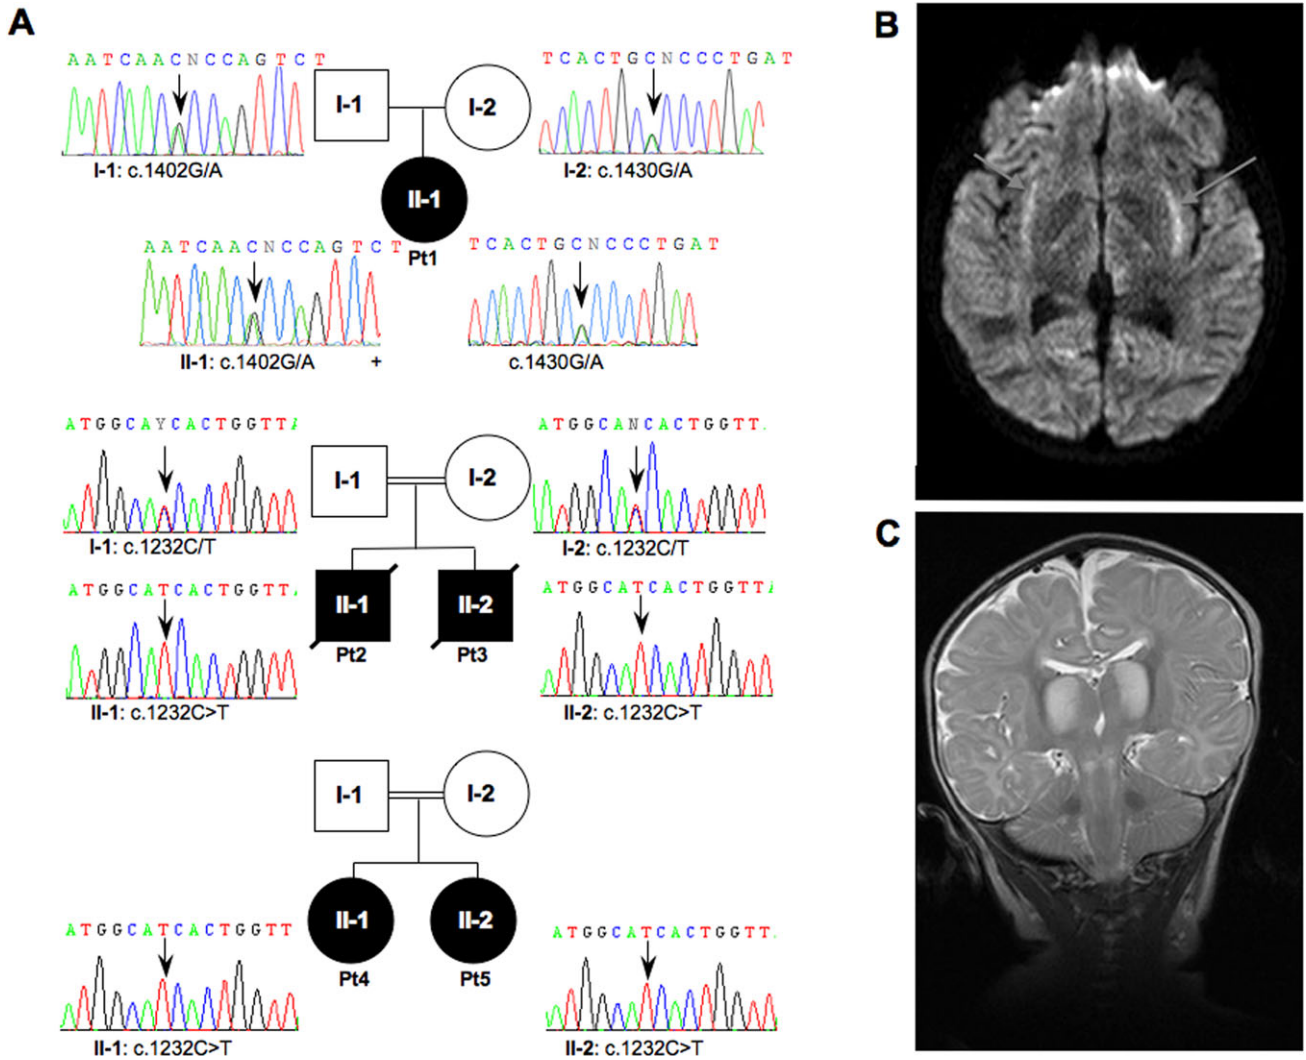 A
B
AATCAACNCCAGTCT
TCACTGCNCCCTGAT
I-1
I-2
I-1: c.1402G/A
I-2: c.1430G/A
II-1
Pt1
AATCAACNCCAGTCT
TCACTGCNCCCTGAT
II-1: c.1402G/A + c.1430G/A
ATGGCAYCACTGGTTA
ATGGCANCACTGGTT.
I-1
I-2
I-1: c.1232C/T
I-2: c.1232C/T
C
ATGGCATCACTGGTT.
ATGGCATCACTGGTTA
II-1
II-2
Pt2
Pt3
II-1: c.1232C>T
II-2: c.1232C>T
I-1
I-2
II-1
II-2
ATGGCATCACTGGTT
ATGGCATCACTGGTT.
Pt4
Pt5
II-1: c.1232C>T
II-2: c.1232C>T